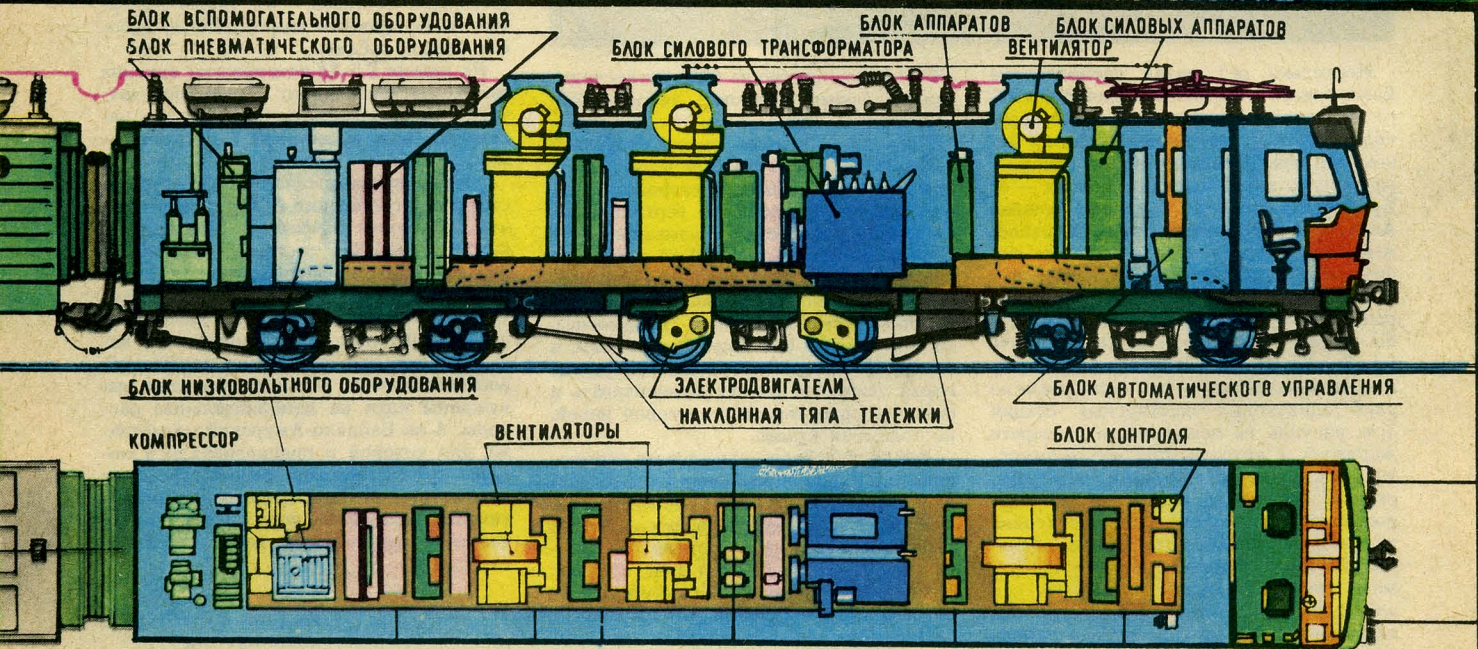 БЛОК ВСПОМОГАТЕЛЬНОГО ОБОРУДОВАНИЯ
БЛОК ПНЕВМАТИЧЕСКОГО ОБОРУДОВАНИЯ
БЛОК СИЛОВОГО ТРАНСФОРМАТОРА
БЛОК АППАРАТОВ
ВЕНТИЛЯТОР
БЛОК СИЛОВЫХ АППАРАТОВ
БЛОК НИЗКОВОЛЬТНОГО ОБОРУДОВАНИЯ
ЭЛЕКТРОДВИГАТЕЛИ
НАКЛОННАЯ ТЯГА ТЕЛЕЖКИ
БЛОК АВТОМАТИЧЕСКОГО УПРАВЛЕНИЯ
КОМПРЕССОР
ВЕНТИЛЯТОРЫ
БЛОК КОНТРОЛЯ